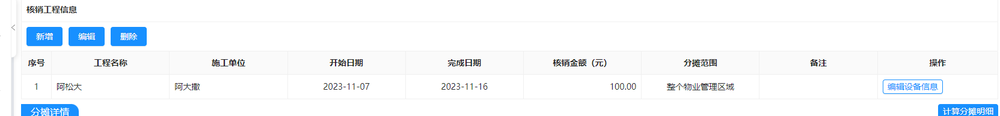 核销工程信息
新增 编辑 删除
序号 工程名称 施工单位 开始日期 完成日期 核销金额（元） 分摊范围 备注 操作
1 阿松大 阿大撒 2023-11-07 2023-11-16 100.00 整个物业管理区域 编辑设备信息
分摊详情 计算分摊明细